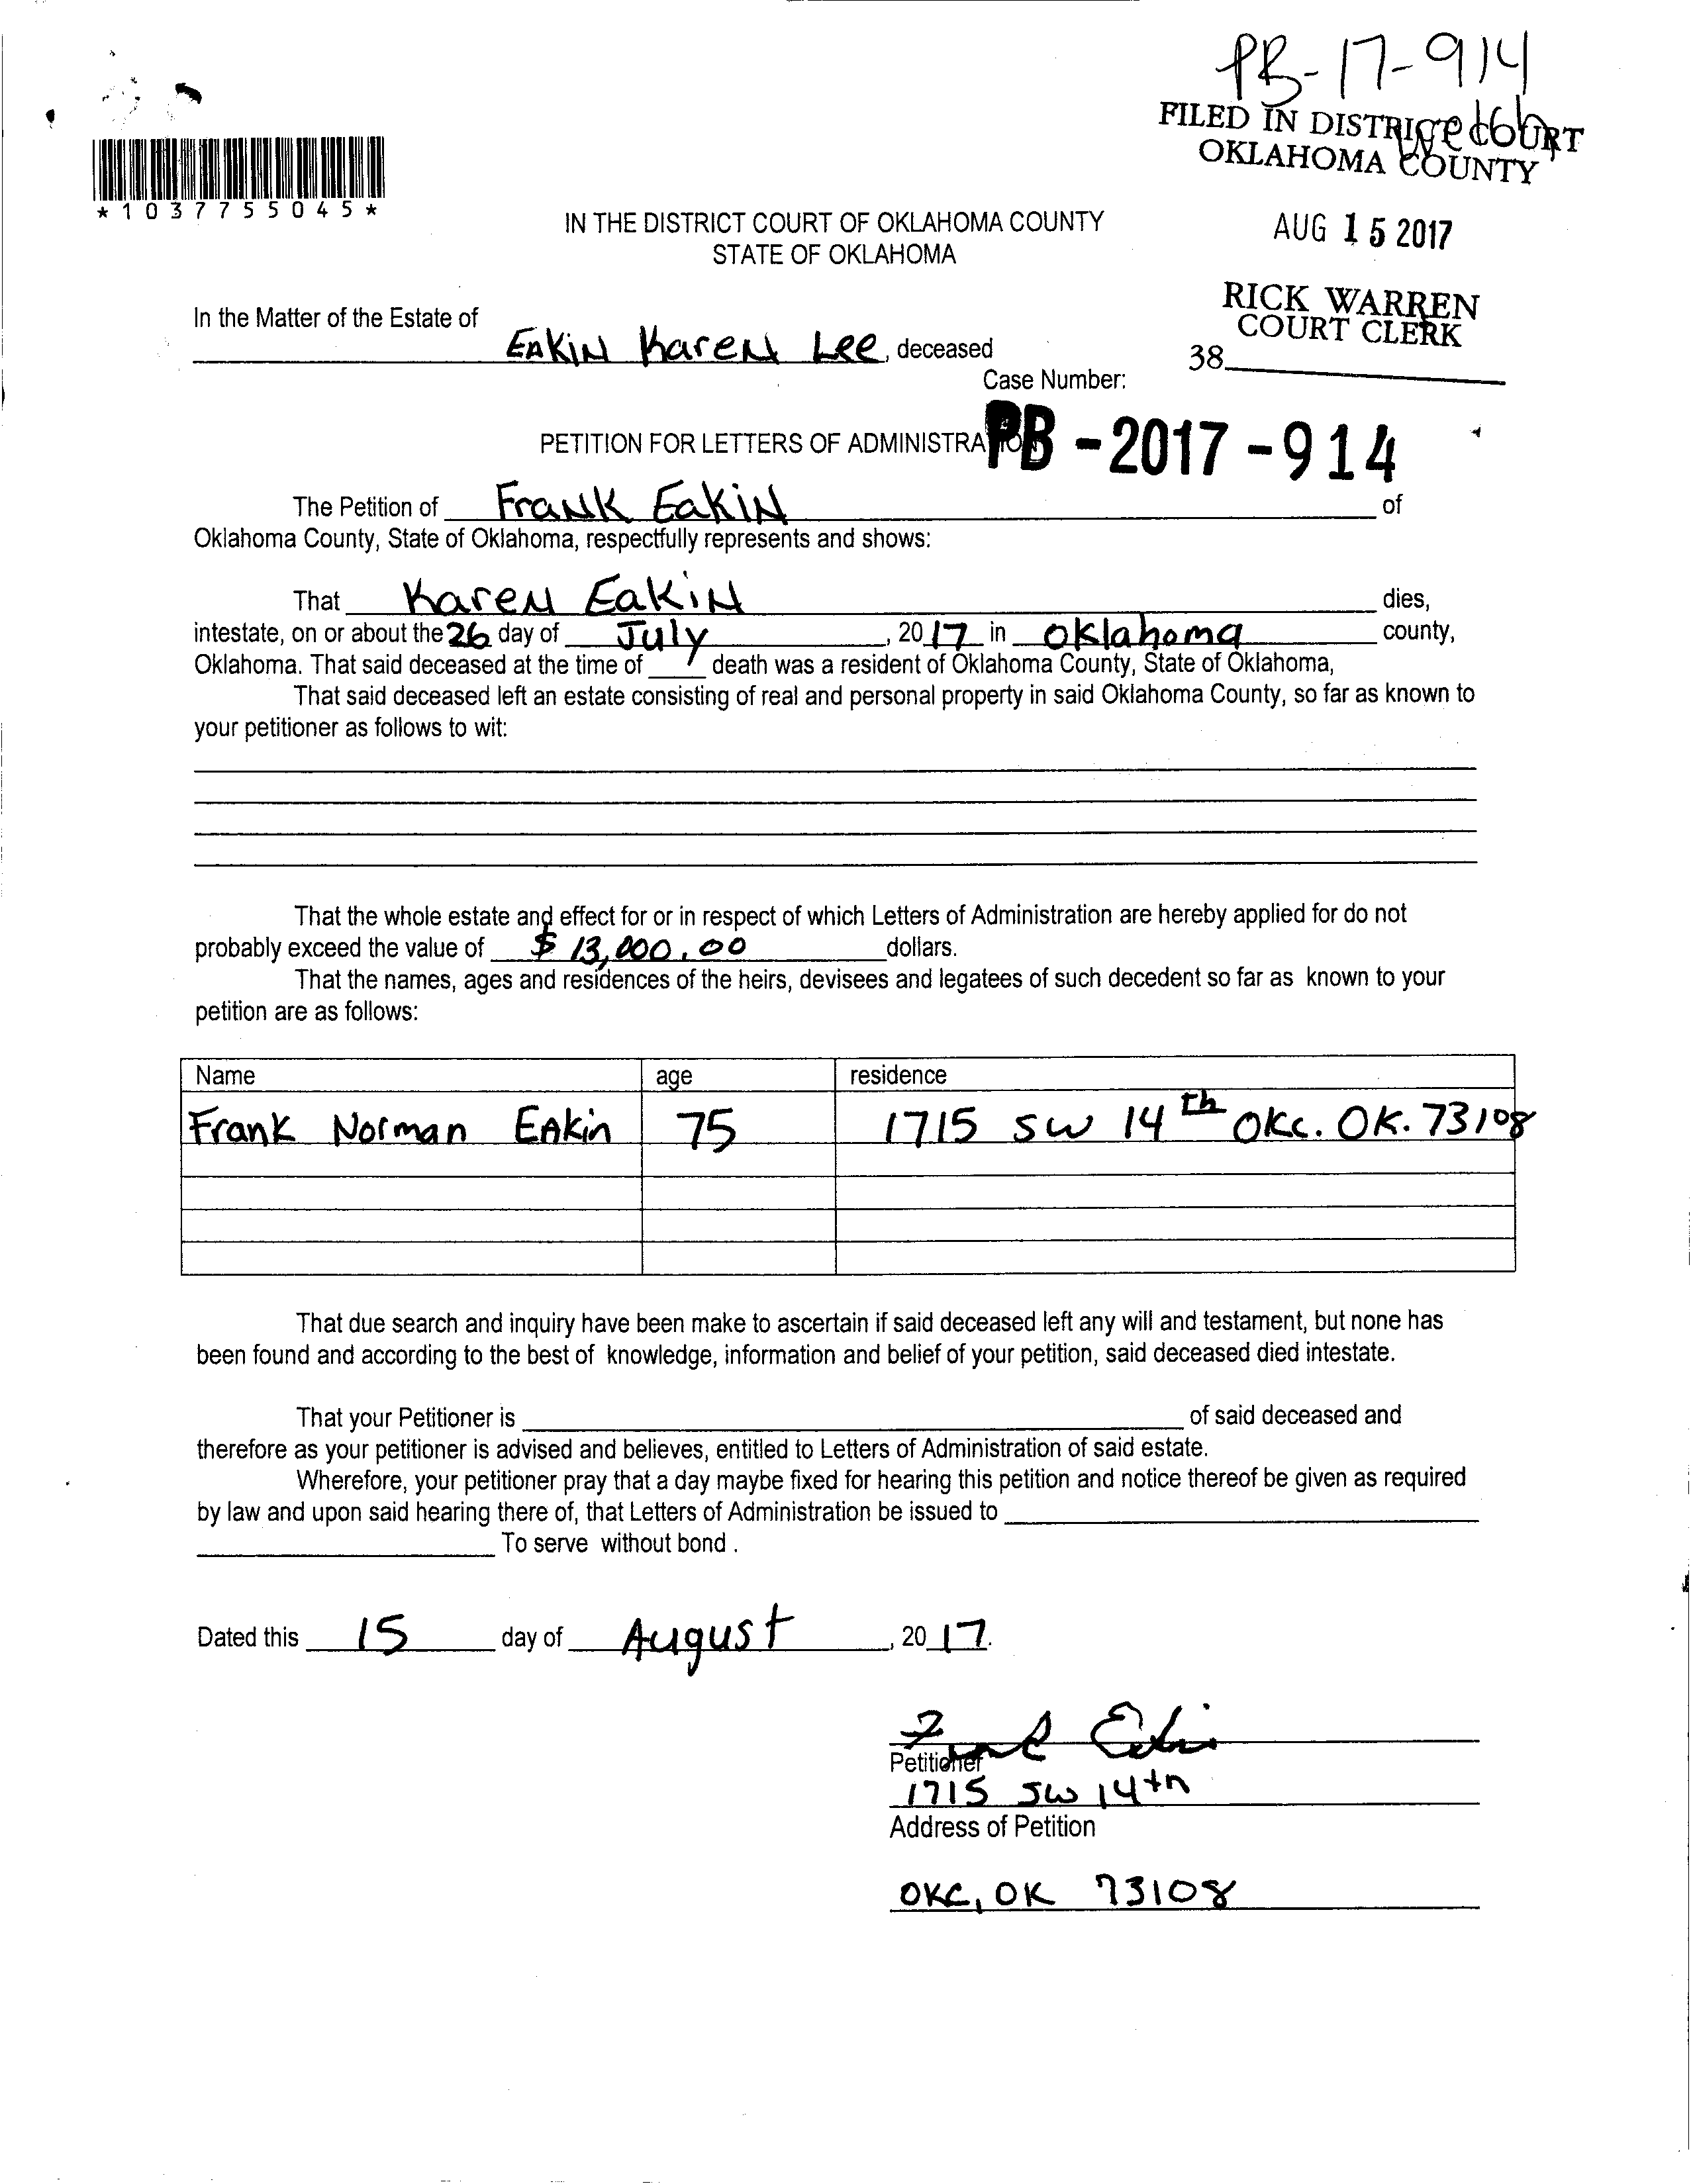 PB-17-914
FILED IN DISTRICT COURT
OKLAHOMA COUNTY
*1037755045*
IN THE DISTRICT COURT OF OKLAHOMA COUNTY
STATE OF OKLAHOMA
AUG 15 2017
RICK WARREN
COURT CLERK
38
In the Matter of the Estate of
Eakin Karen Lee, deceased
Case Number:
PB-2017-914
PETITION FOR LETTERS OF ADMINISTRATION
The Petition of Frank Eakin of
Oklahoma County, State of Oklahoma, respectfully represents and shows:
That Karen Eakin dies,
intestate, on or about the 26 day of July, 2017 in Oklahoma county,
Oklahoma. That said deceased at the time of ____ death was a resident of Oklahoma County, State of Oklahoma,
That said deceased left an estate consisting of real and personal property in said Oklahoma County, so far as known to
your petitioner as follows to wit:
That the whole estate and effect for or in respect of which Letters of Administration are hereby applied for do not
probably exceed the value of $ 13,000.00 dollars.
That the names, ages and residences of the heirs, devisees and legatees of such decedent so far as known to your
petition are as follows:
Name age residence
Frank Norman Eakin 75 1715 SW 14th OKC. OK. 73108
That due search and inquiry have been make to ascertain if said deceased left any will and testament, but none has
been found and according to the best of knowledge, information and belief of your petition, said deceased died intestate.
That your Petitioner is ____ of said deceased and
therefore as your petitioner is advised and believes, entitled to Letters of Administration of said estate.
Wherefore, your petitioner pray that a day maybe fixed for hearing this petition and notice thereof be given as required
by law and upon said hearing there of, that Letters of Administration be issued to ____
____ To serve without bond .
Dated this 15 day of August, 2017.
Frank Eakin
Petitioner
1715 SW 14th
Address of Petition
OKC, OK 73108